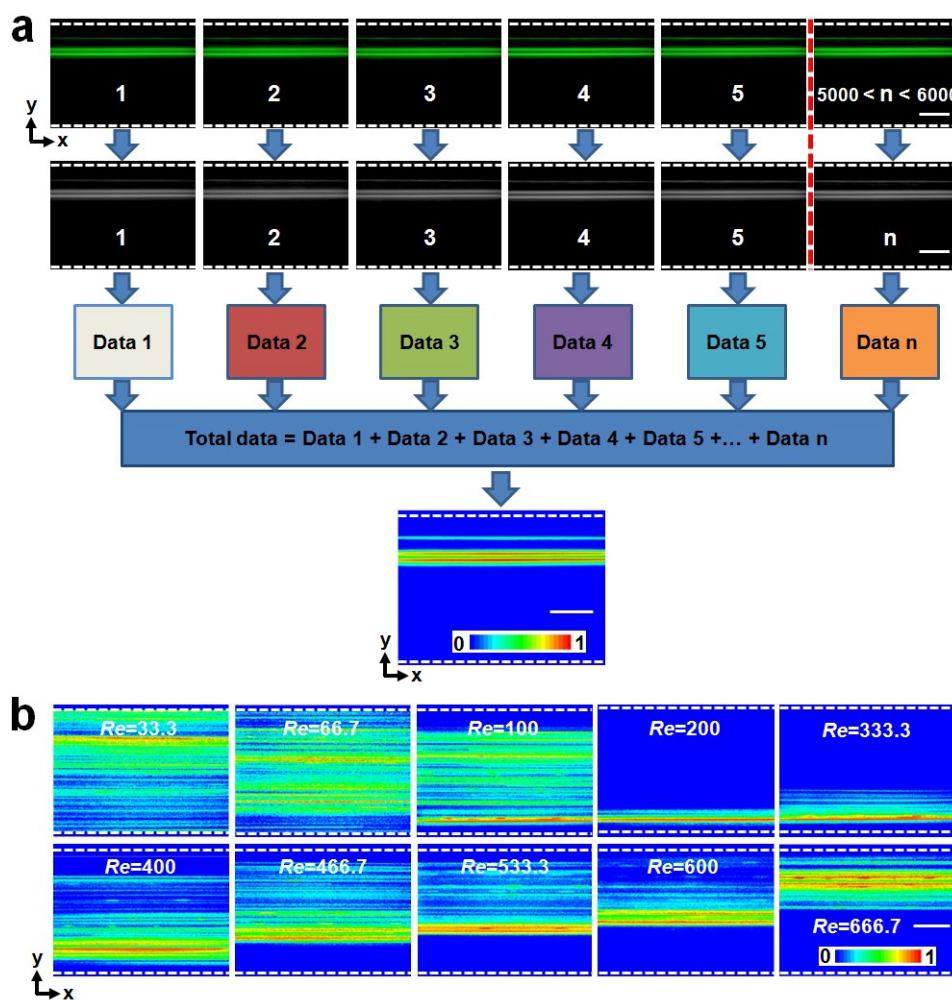 a
1 2 3 4 5 5000 < n < 6000
y
x
1 2 3 4 5 n
Data 1 Data 2 Data 3 Data 4 Data 5 Data n
Total data = Data 1 + Data 2 + Data 3 + Data 4 + Data 5 +... + Data n
0 1
y
x
b
Re=33.3 Re=66.7 Re=100 Re=200 Re=333.3
Re=400 Re=466.7 Re=533.3 Re=600
Re=666.7
0 1
y
x